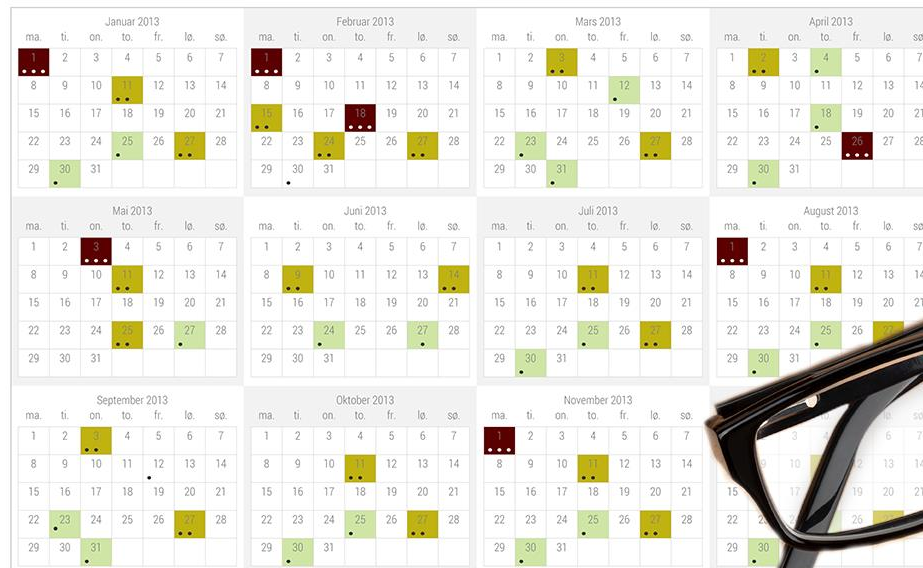 Januar 2013
ma. ti. on. to. fr. lø. sø.
1 2 3 4 5 6 7
8 9 10 11 12 13 14
15 16 17 18 19 20 21
22 23 24 25 26 27 28
29 30 31
Februar 2013
ma. ti. on. to. fr. lø. sø.
1 2 3 4 5 6 7
8 9 10 11 12 13 14
15 16 17 18 19 20 21
22 23 24 25 26 27 28
29 30 31
Mars 2013
ma. ti. on. to. fr. lø. sø.
1 2 3 4 5 6 7
8 9 10 11 12 13 14
15 16 17 18 19 20 21
22 23 24 25 26 27 28
29 30 31
April 2013
ma. ti. on. to. fr. lø.
1 2 3 4 5 6 7
8 9 10 11 12 13
15 16 17 18 19 20
22 23 24 25 26 27
29 30 31
Mai 2013
ma. ti. on. to. fr. lø. sø.
1 2 3 4 5 6 7
8 9 10 11 12 13 14
15 16 17 18 19 20 21
22 23 24 25 26 27 28
29 30 31
Juni 2013
ma. ti. on. to. fr. lø. sø.
1 2 3 4 5 6 7
8 9 10 11 12 13 14
15 16 17 18 19 20 21
22 23 24 25 26 27 28
29 30 31
Juli 2013
ma. ti. on. to. fr. lø. sø.
1 2 3 4 5 6 7
8 9 10 11 12 13 14
15 16 17 18 19 20 21
22 23 24 25 26 27 28
29 30 31
August 2013
ma. ti. on. to. fr. lø.
1 2 3 4 5 6 7
8 9 10 11 12 13
15 16 17 18 19 20
22 23 24 25 26 27
29 30 31
September 2013
ma. ti. on. to. fr. lø. sø.
1 2 3 4 5 6 7
8 9 10 11 12 13 14
15 16 17 18 19 20 21
22 23 24 25 26 27 28
29 30 31
Oktober 2013
ma. ti. on. to. fr. lø. sø.
1 2 3 4 5 6 7
8 9 10 11 12 13 14
15 16 17 18 19 20 21
22 23 24 25 26 27 28
29 30 31
November 2013
ma. ti. on. to. fr. lø. sø.
1 2 3 4 5 6 7
8 9 10 11 12 13 14
15 16 17 18 19 20 21
22 23 24 25 26 27 28
29 30 31
15
22
29 30